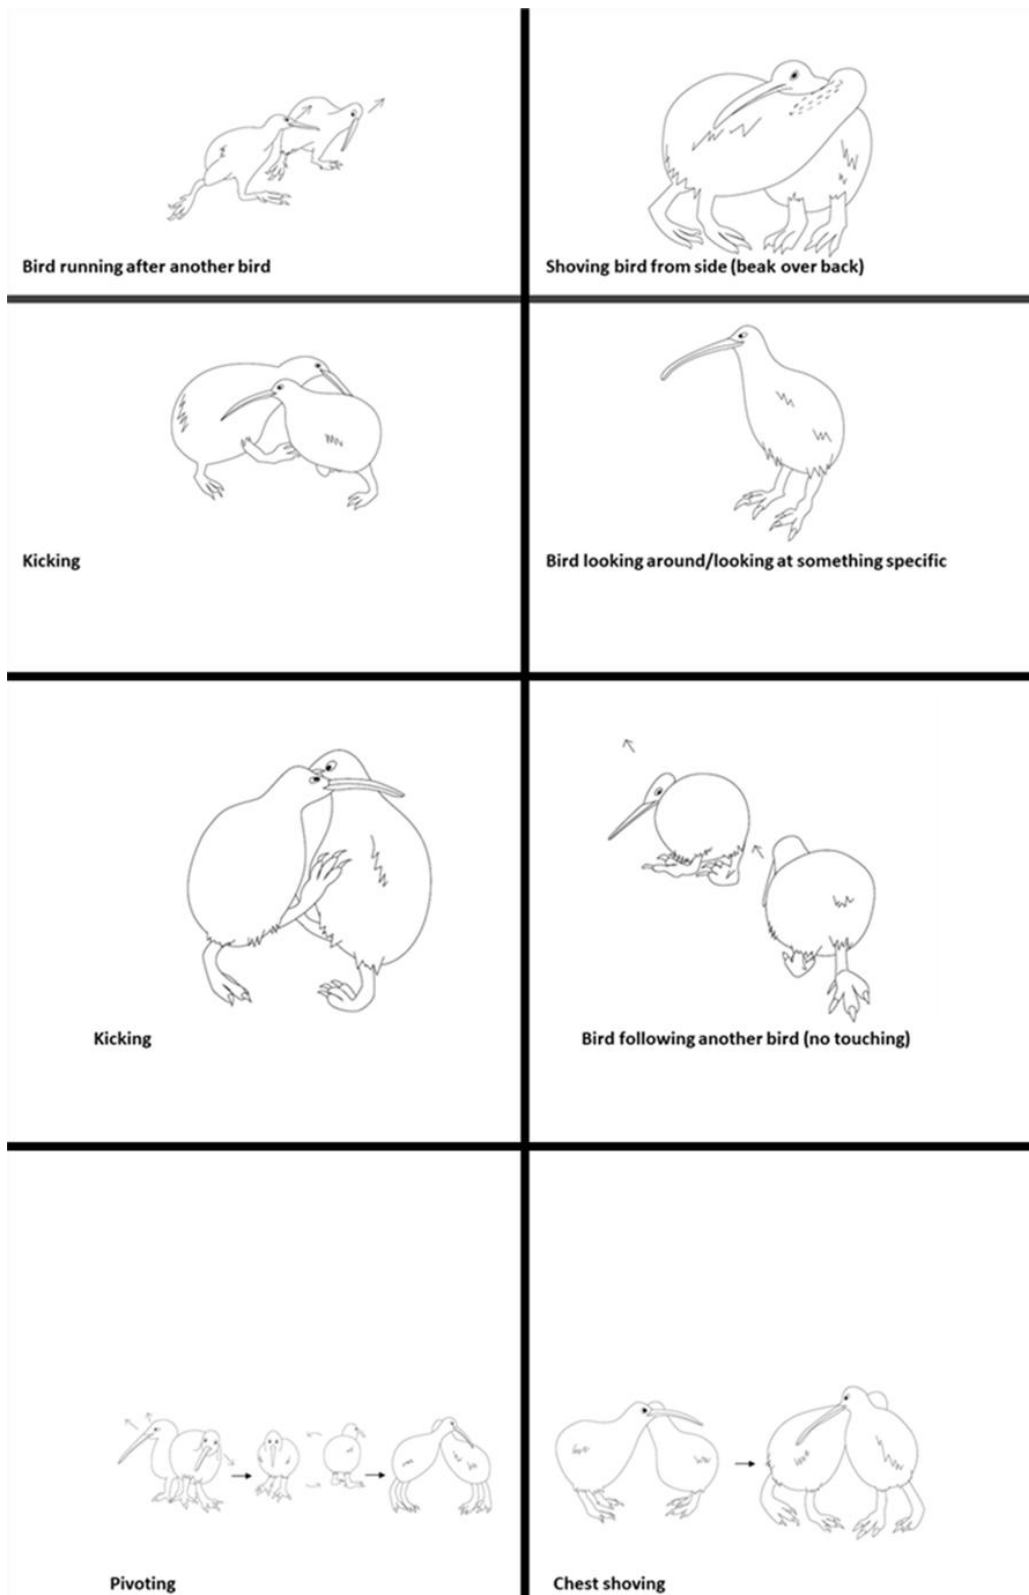 Bird running after another bird
Shoving bird from side (beak over back)
Kicking
Bird looking around/looking at something specific
Kicking
Bird following another bird (no touching)
Pivoting
Chest shoving